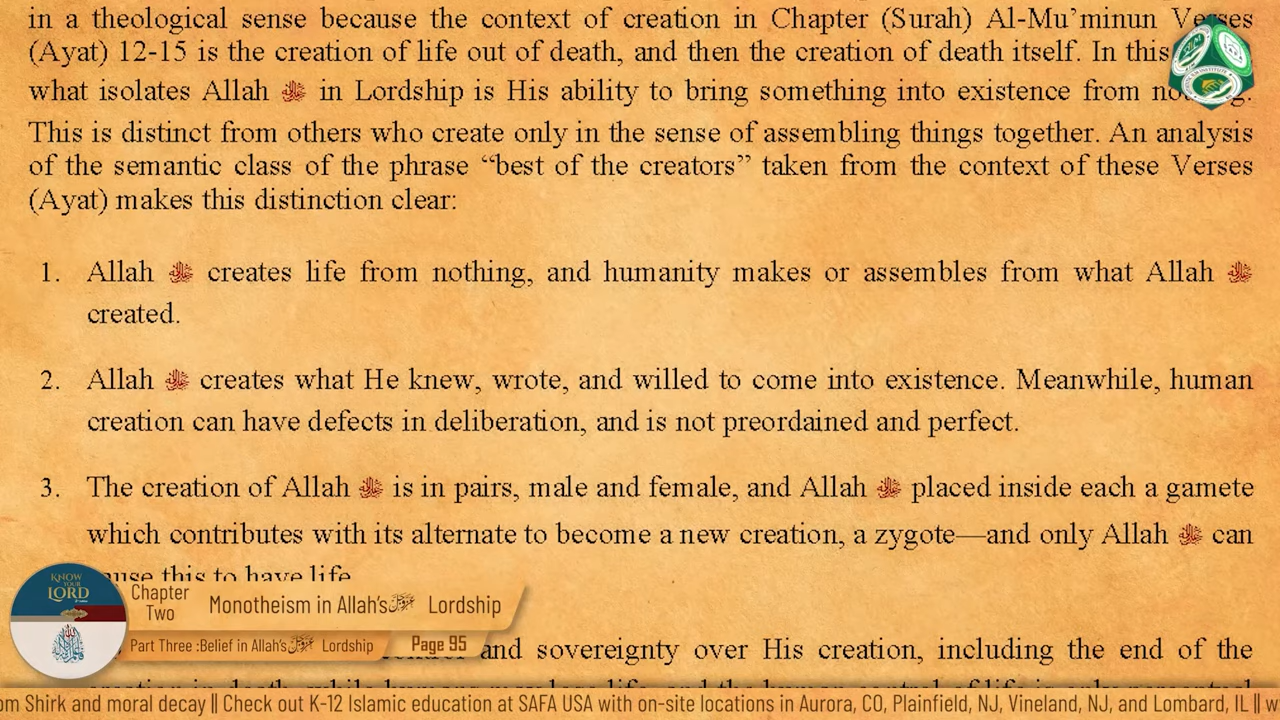 in a theological sense because the context of creation in Chapter (Surah) Al-Mu’minun Verses
(Ayat) 12-15 is the creation of life out of death, and then the creation of death itself. In this
what isolates Allah ﷻ in Lordship is His ability to bring something into existence from
This is distinct from others who create only in the sense of assembling things together. An analysis
of the semantic class of the phrase “best of the creators” taken from the context of these Verses
(Ayat) makes this distinction clear:
1. Allah ﷻ creates life from nothing, and humanity makes or assembles from what Allah ﷻ
created.
2. Allah ﷻ creates what He knew, wrote, and willed to come into existence. Meanwhile, human
creation can have defects in deliberation, and is not preordained and perfect.
3. The creation of Allah ﷻ is in pairs, male and female, and Allah ﷻ placed inside each a gamete
which contributes with its alternate to become a new creation, a zygote—and only Allah ﷻ can
this to have life
and sovereignty over His creation, including the end of the
KNOW
YOUR
LORD
Chapter
Two
Monotheism in Allah’s عزوجل Lordship
Part Three :Belief in Allah’s عزوجل Lordship
Page 95
om Shirk and moral decay || Check out K-12 Islamic education at SAFA USA with on-site locations in Aurora, CO, Plainfield, NJ, Vineland, NJ, and Lombard, IL || w